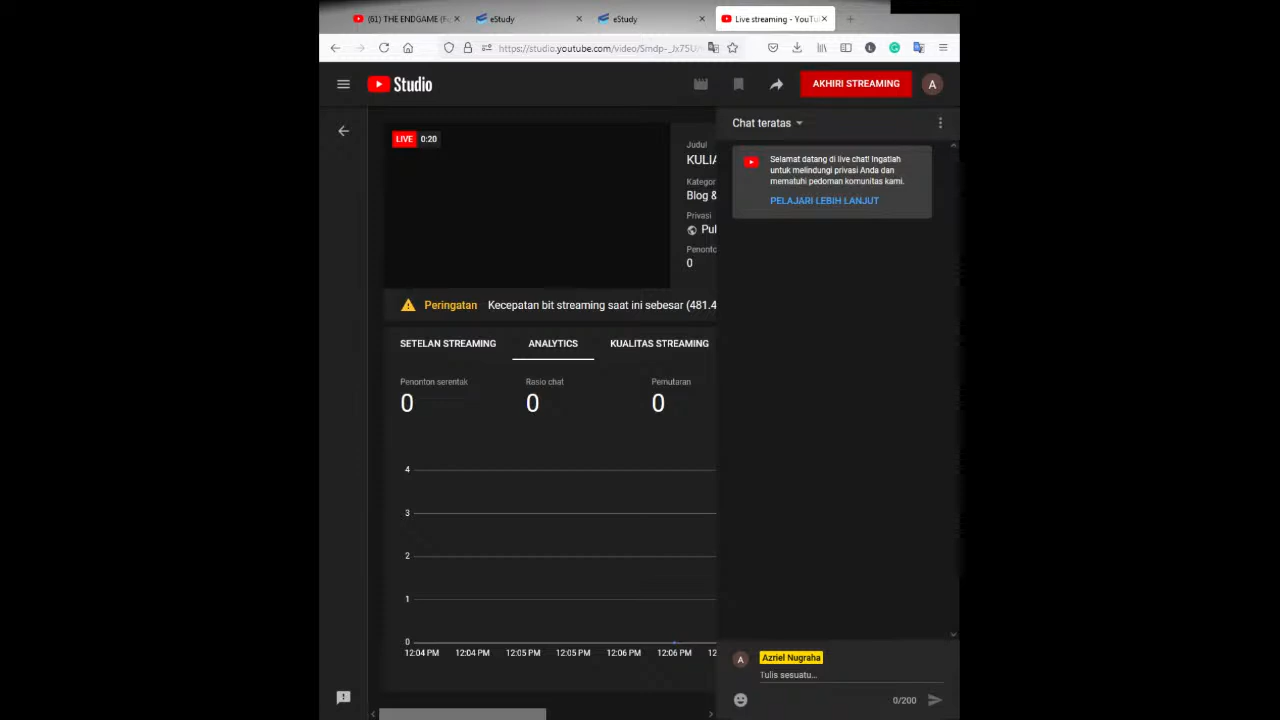 (61) THE ENDGAME (F
eStudy
eStudy
Live streaming - YouTu
https://studio.youtube.com/video/Smdp-_Jx7SU
Studio
AKHIRI STREAMING
A
LIVE 0:20
Judul
KULIA
Kategor
Blog &
Privasi
Pul
Penonto
0
Peringatan Kecepatan bit streaming saat ini sebesar (481.4
SETELAN STREAMING ANALYTICS KUALITAS STREAMING
Penonton serentak Rasio chat Pemutaran
0 0 0
4
3
2
1
0
12:04 PM 12:04 PM 12:05 PM 12:05 PM 12:06 PM 12:06 PM 12
Chat teratas
Selamat datang di live chat! Ingatlah
untuk melindungi privasi Anda dan
mematuhi pedoman komunitas kami.
PELAJARI LEBIH LANJUT
A Azriel Nugraha
Tulis sesuatu...
0/200